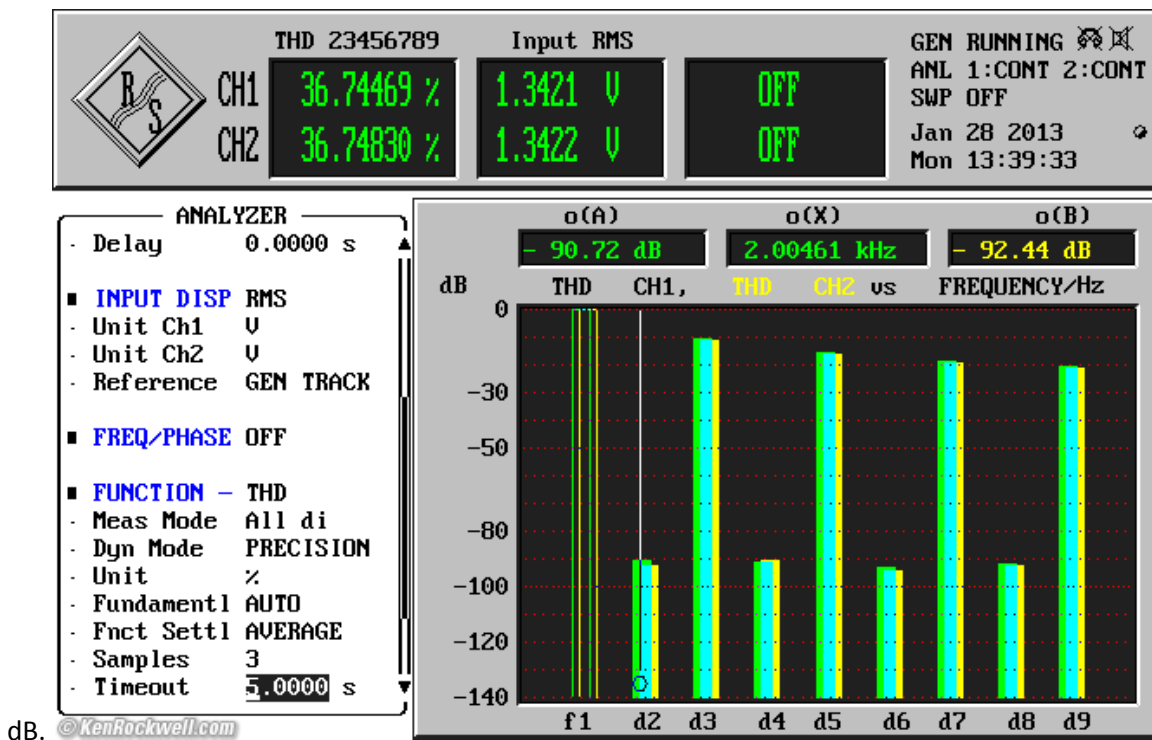 THD 23456789 Input RMS
R S
CH1 36.74469 % 1.3421 V OFF
CH2 36.74830 % 1.3422 V OFF
GEN RUNNING
ANL 1:CONT 2:CONT
SWP OFF
Jan 28 2013
Mon 13:39:33
ANALYZER
Delay 0.0000 s
INPUT DISP RMS
Unit Ch1 V
Unit Ch2 V
Reference GEN TRACK
FREQ/PHASE OFF
FUNCTION - THD
Meas Mode All di
Dyn Mode PRECISION
Unit %
Fundamentl AUTO
Fnct Settl AVERAGE
Samples 3
Timeout 5.0000 s
o(A) o(X) o(B)
- 90.72 dB 2.00461 kHz - 92.44 dB
dB THD CH1, THD CH2 vs FREQUENCY/Hz
0
-30
-50
-80
-100
-120
-140
f1 d2 d3 d4 d5 d6 d7 d8 d9
dB. © KenRockwell.com